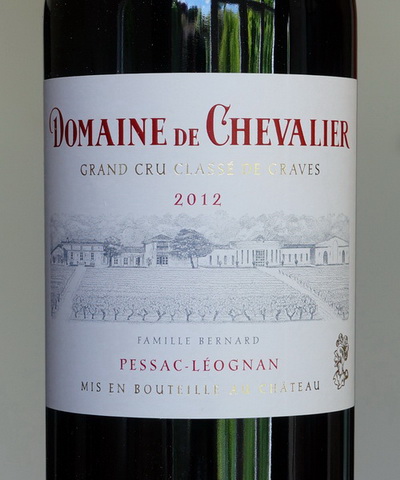 DOMAINE DE CHEVALIER
GRAND CRU CLASSÉ DE GRAVES
2012
FAMILLE BERNARD
PESSAC-LÉOGNAN
MIS EN BOUTEILLE AU CHÂTEAU